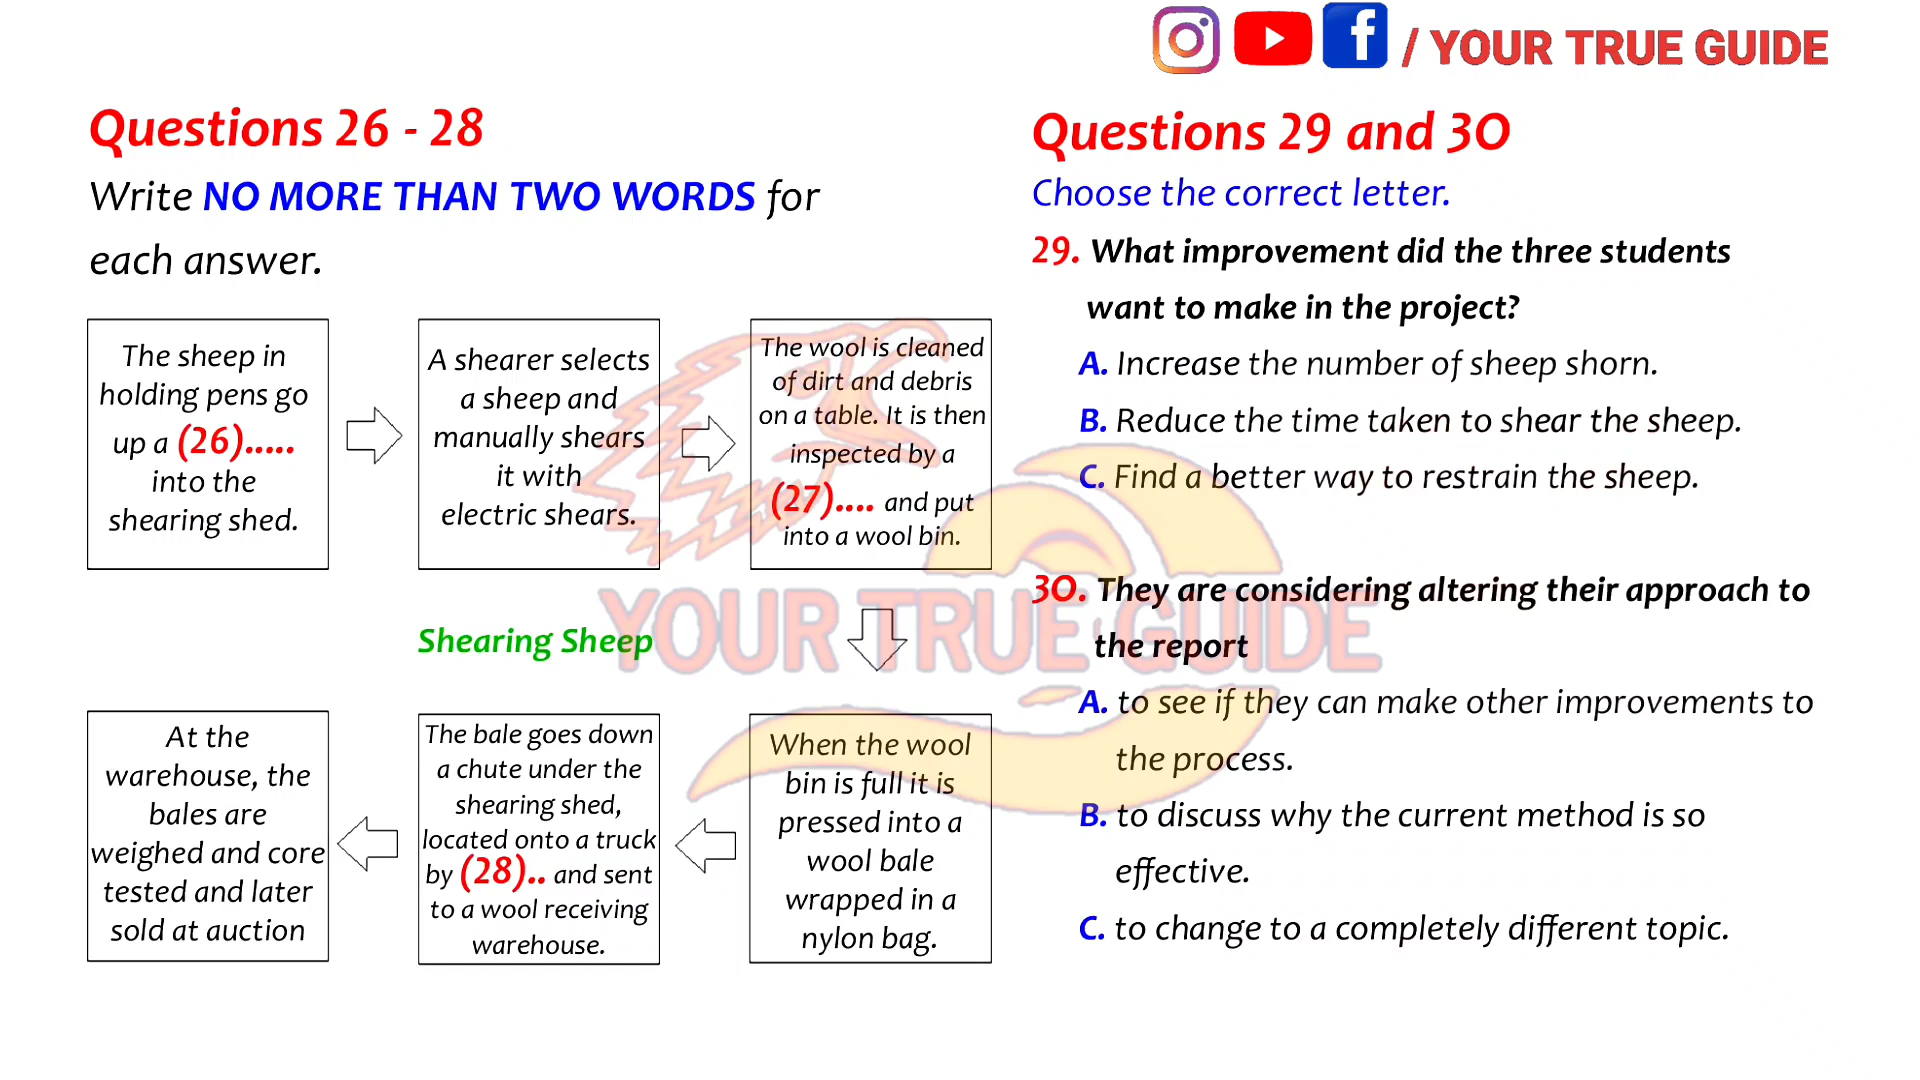 / YOUR TRUE GUIDE
Questions 26 - 28
Write NO MORE THAN TWO WORDS for
each answer.
The sheep in
holding pens go
up a (26).....
into the
shearing shed.
A shearer selects
a sheep and
manually shears
it with
electric shears.
The wool is cleaned
of dirt and debris
on a table. It is then
inspected by a
(27).... and put
into a wool bin.
Shearing Sheep
YOUR TRUE GUIDE
At the
warehouse, the
bales are
weighed and core
tested and later
sold at auction
The bale goes down
a chute under the
shearing shed,
located onto a truck
by (28).. and sent
to a wool receiving
warehouse.
When the wool
bin is full it is
pressed into a
wool bale
wrapped in a
nylon bag.
Questions 29 and 30
Choose the correct letter.
29. What improvement did the three students
want to make in the project?
A. Increase the number of sheep shorn.
B. Reduce the time taken to shear the sheep.
C. Find a better way to restrain the sheep.
30. They are considering altering their approach to
the report
A. to see if they can make other improvements to
the process.
B. to discuss why the current method is so
effective.
C. to change to a completely different topic.